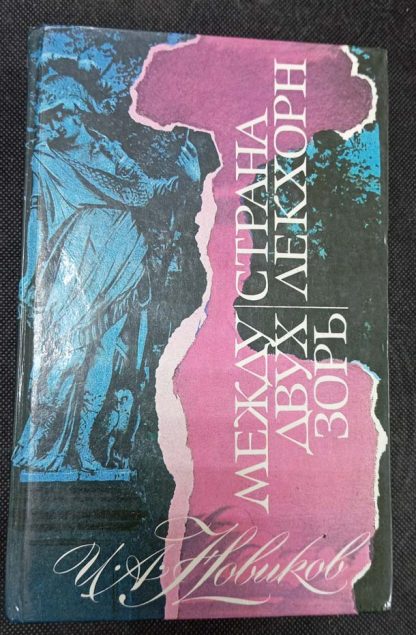 МЕЖДУ
ДВУХ
ЗОРЬ
СТРАНА
ЛЕКХОРН
И·А·Новиков